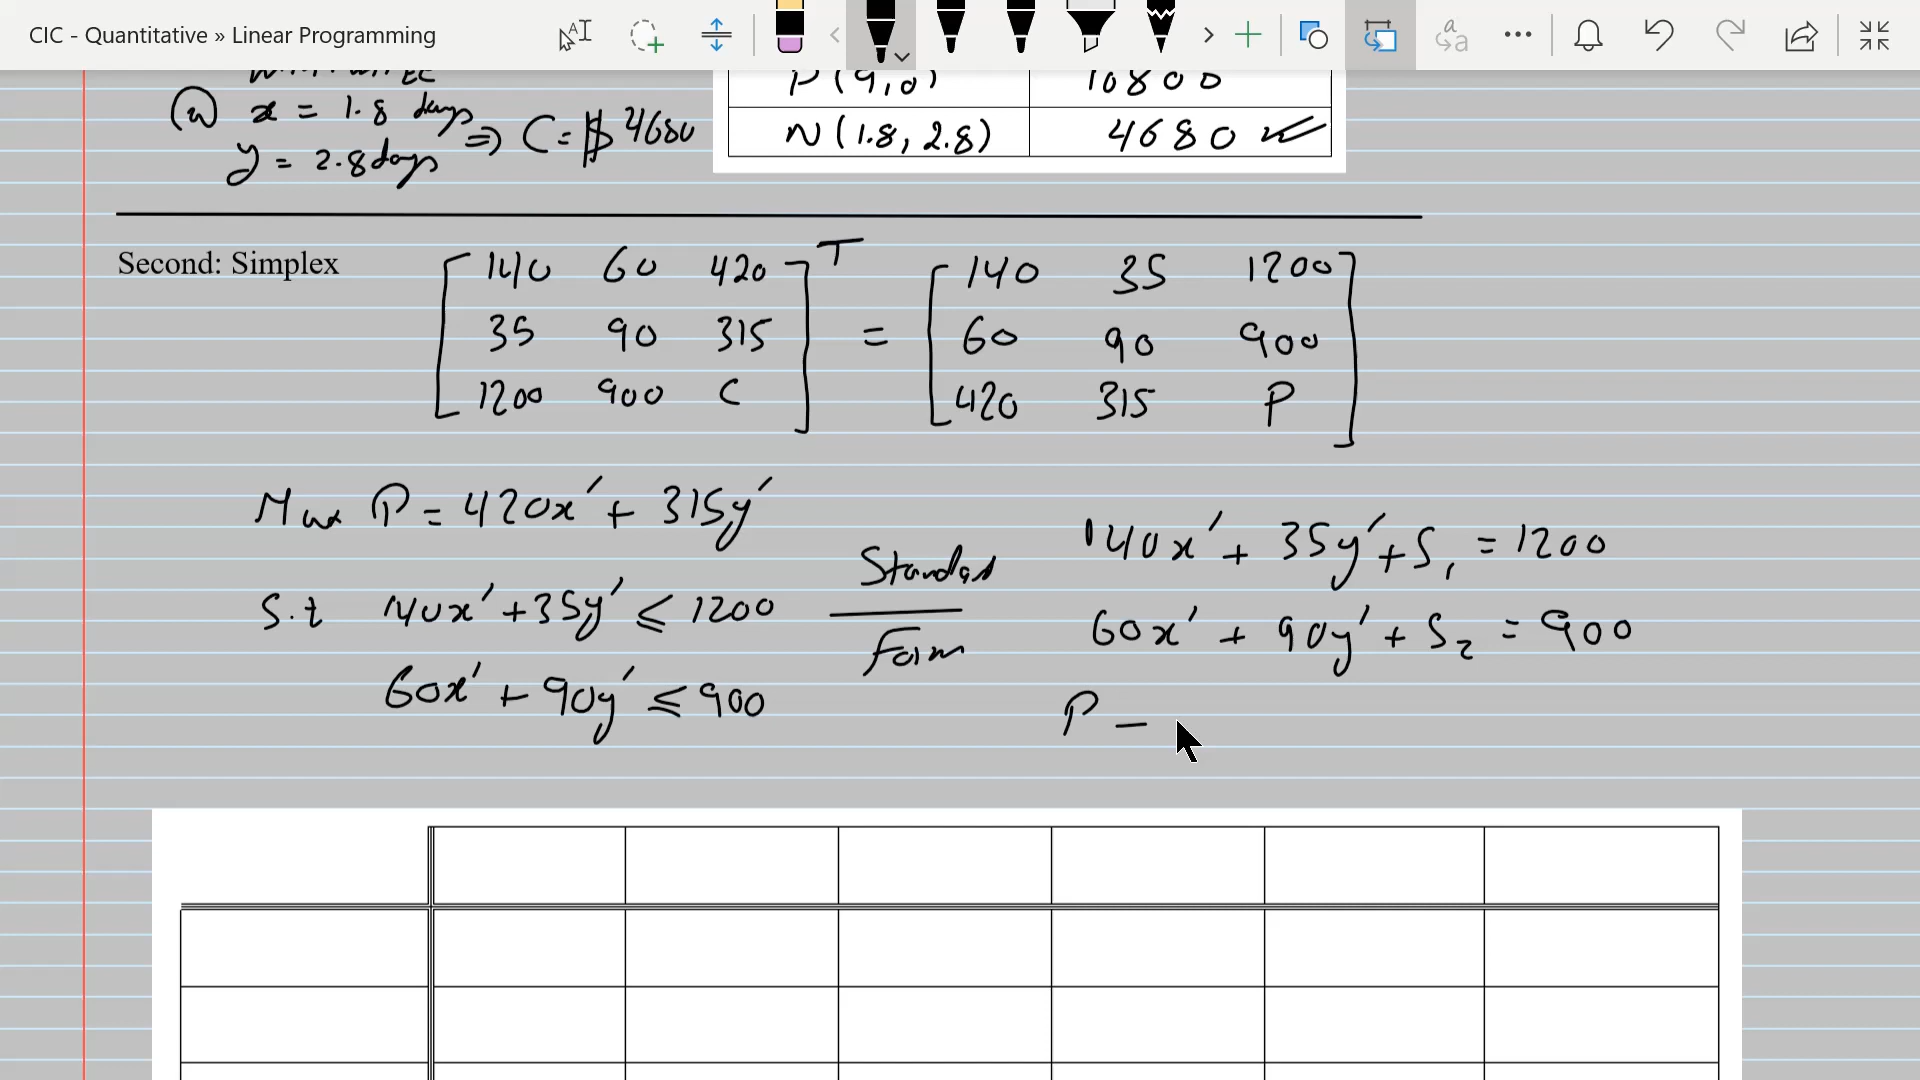 CIC - Quantitative » Linear Programming
P (9,0) 10800
N (1.8, 2.8) 4680
(a) x = 1.8 days
y = 2.8 days ⇒ C = $ 4680
Second: Simplex
[ 140 60 420 ]ᵀ [ 140 35 1200 ]
[ 35 90 315 ] = [ 60 90 900 ]
[ 1200 900 C ] [ 420 315 P ]
Max P = 420x′ + 315y′
S.t 140x′ + 35y′ ⩽ 1200
60x′ + 90y′ ⩽ 900
Standard
Form
140x′ + 35y′ + S₁ = 1200
60x′ + 90y′ + S₂ = 900
P –